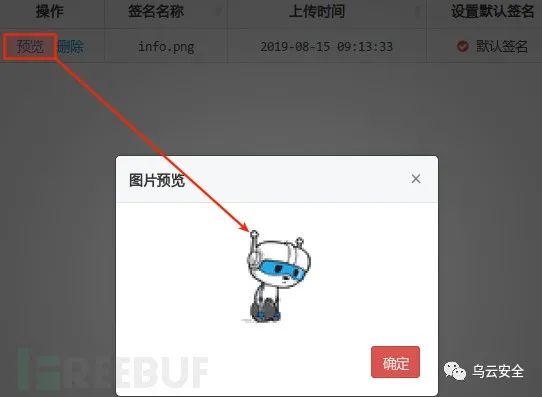 操作 签名名称 上传时间 设置默认签名
预览 删除 info.png 2019-08-15 09:13:33 默认签名
图片预览 ×
确定
REEBUF 乌云安全